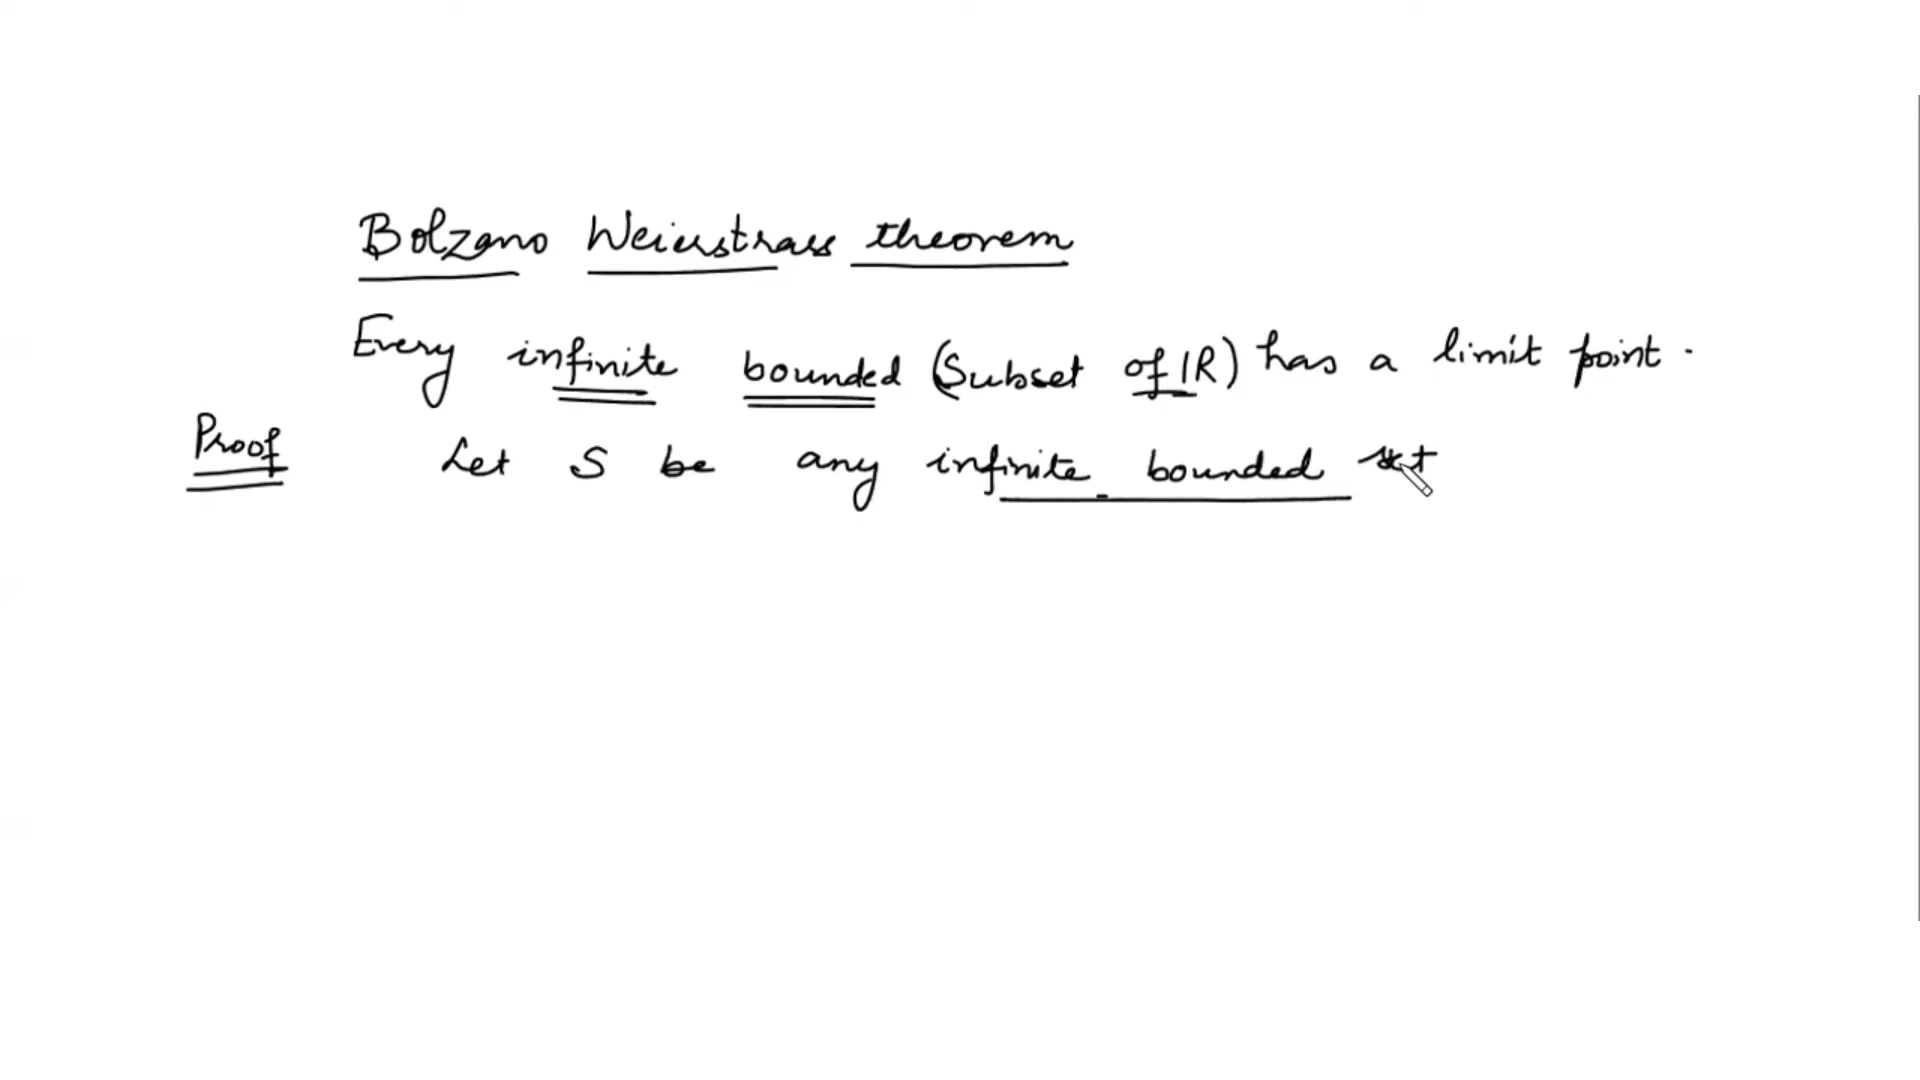 Bolzano Weierstrass theorem
Every infinite bounded (Subset of IR) has a limit point.
Proof Let S be any infinite bounded set